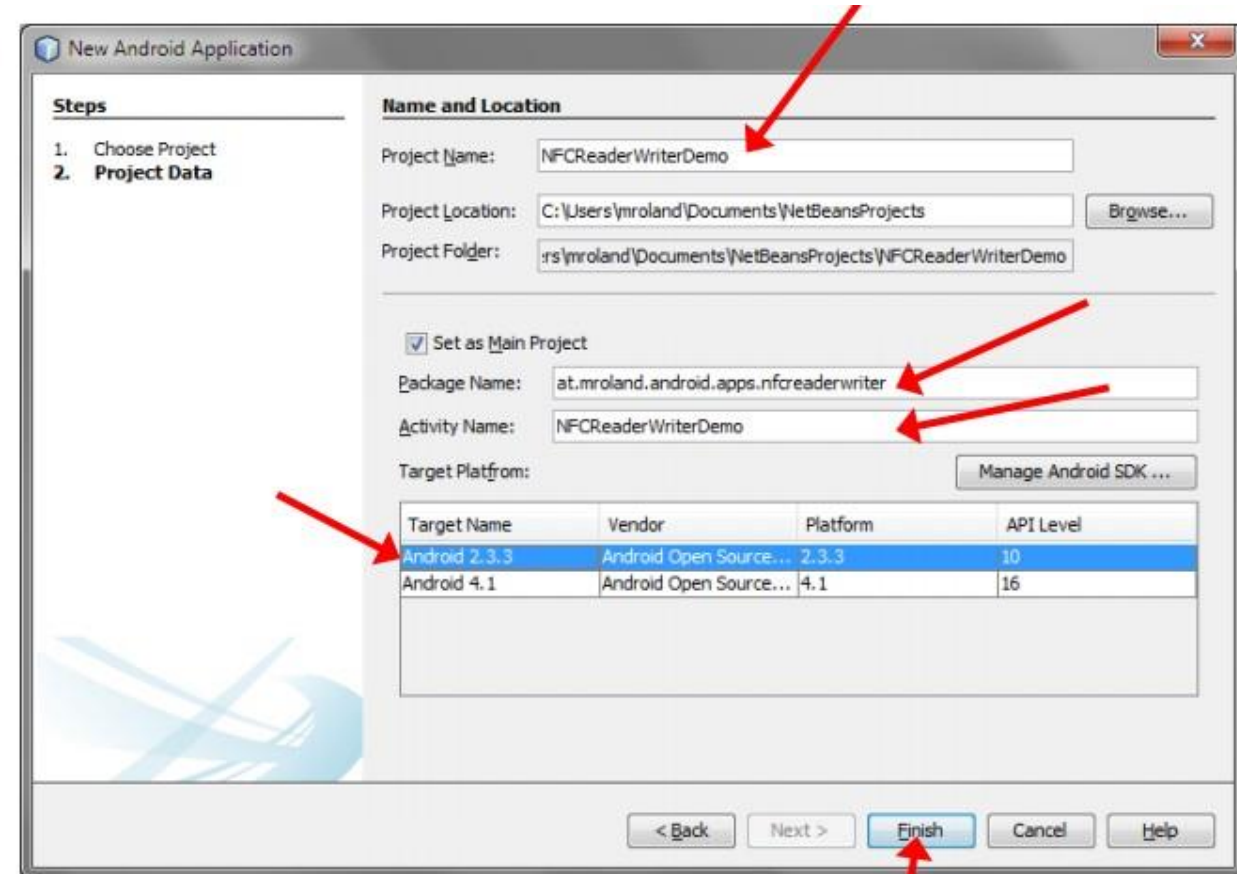 New Android Application
Steps
1. Choose Project
2. Project Data
Name and Location
Project Name: NFCReaderWriterDemo
Project Location: C:\Users\mroland\Documents\NetBeansProjects Browse...
Project Folder: rs\mroland\Documents\NetBeansProjects\NFCReaderWriterDemo
Set as Main Project
Package Name: at.mroland.android.apps.nfcreaderwriter
Activity Name: NFCReaderWriterDemo
Target Platfrom: Manage Android SDK ...
Target Name Vendor Platform API Level
Android 2.3.3 Android Open Source... 2.3.3 10
Android 4.1 Android Open Source... 4.1 16
< Back Next > Finish Cancel Help